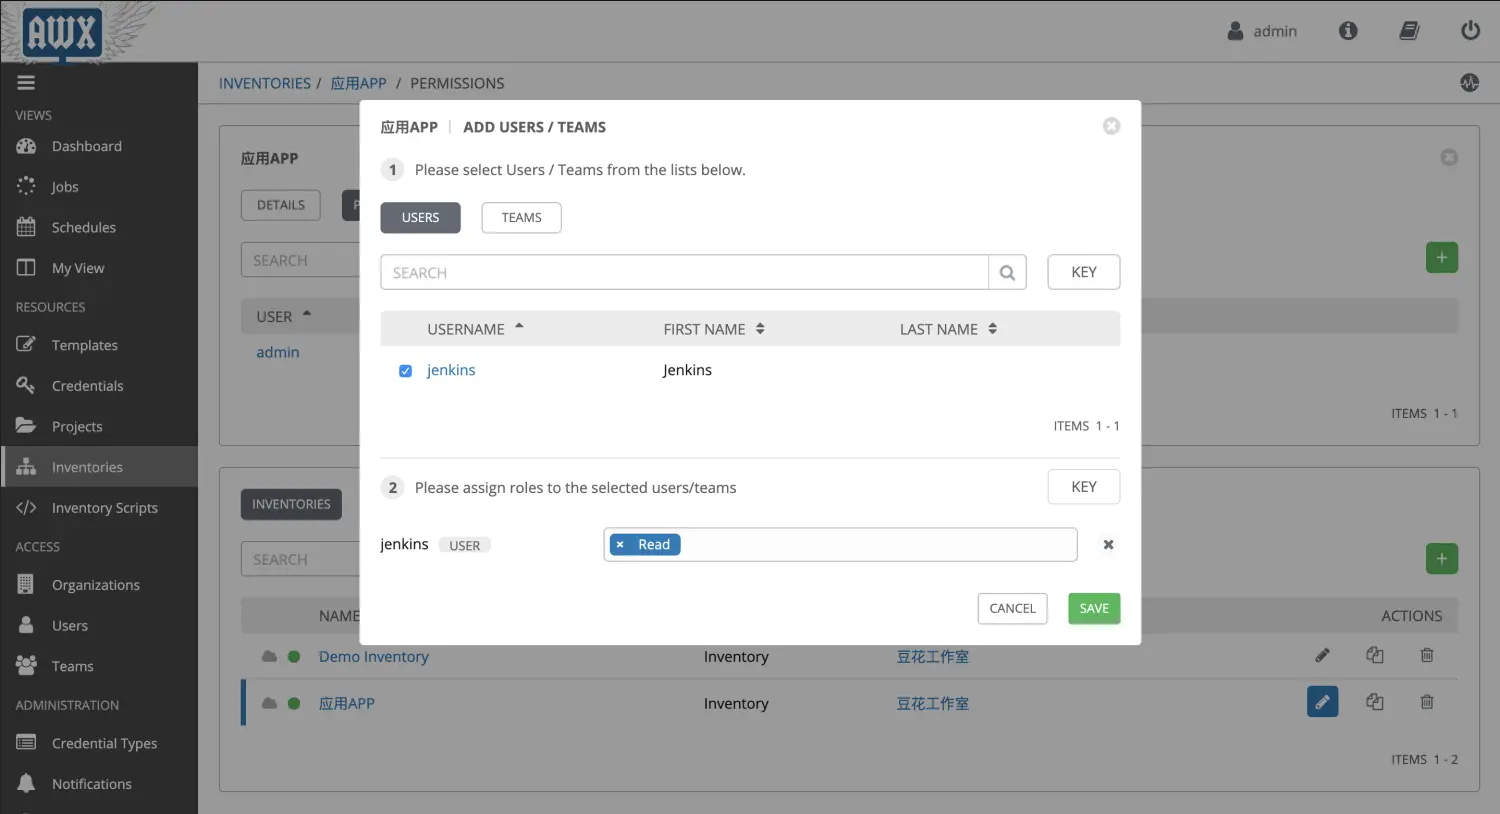 AWX
admin
INVENTORIES / 应用APP / PERMISSIONS
VIEWS
Dashboard
Jobs
Schedules
My View
RESOURCES
Templates
Credentials
Projects
Inventories
Inventory Scripts
ACCESS
Organizations
Users
Teams
ADMINISTRATION
Credential Types
Notifications
应用APP
DETAILS
P
SEARCH
+
USER
admin
ITEMS 1 - 1
应用APP | ADD USERS / TEAMS
1 Please select Users / Teams from the lists below.
USERS TEAMS
SEARCH KEY
USERNAME FIRST NAME LAST NAME
jenkins Jenkins
ITEMS 1 - 1
2 Please assign roles to the selected users/teams KEY
jenkins USER × Read
CANCEL SAVE
INVENTORIES
SEARCH
+
NAME ACTIONS
Demo Inventory Inventory 豆花工作室
应用APP Inventory 豆花工作室
ITEMS 1 - 2